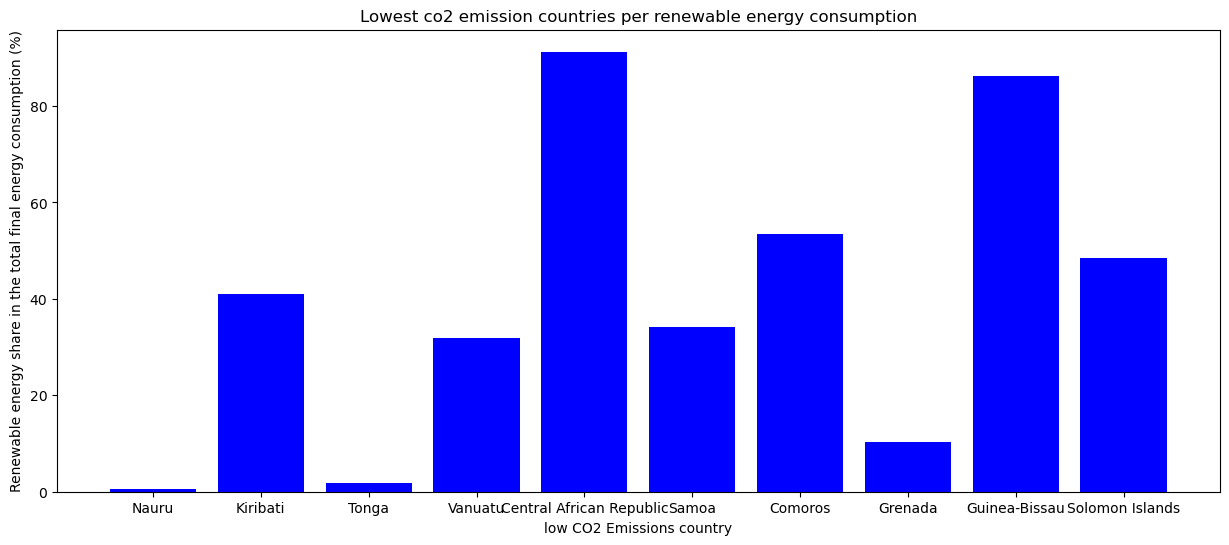 Lowest co2 emission countries per renewable energy consumption
Renewable energy share in the total final energy consumption (%)
80
60
40
20
0
Nauru Kiribati Tonga Vanuatu Central African Republic Samoa Comoros Grenada Guinea-Bissau Solomon Islands
low CO2 Emissions country